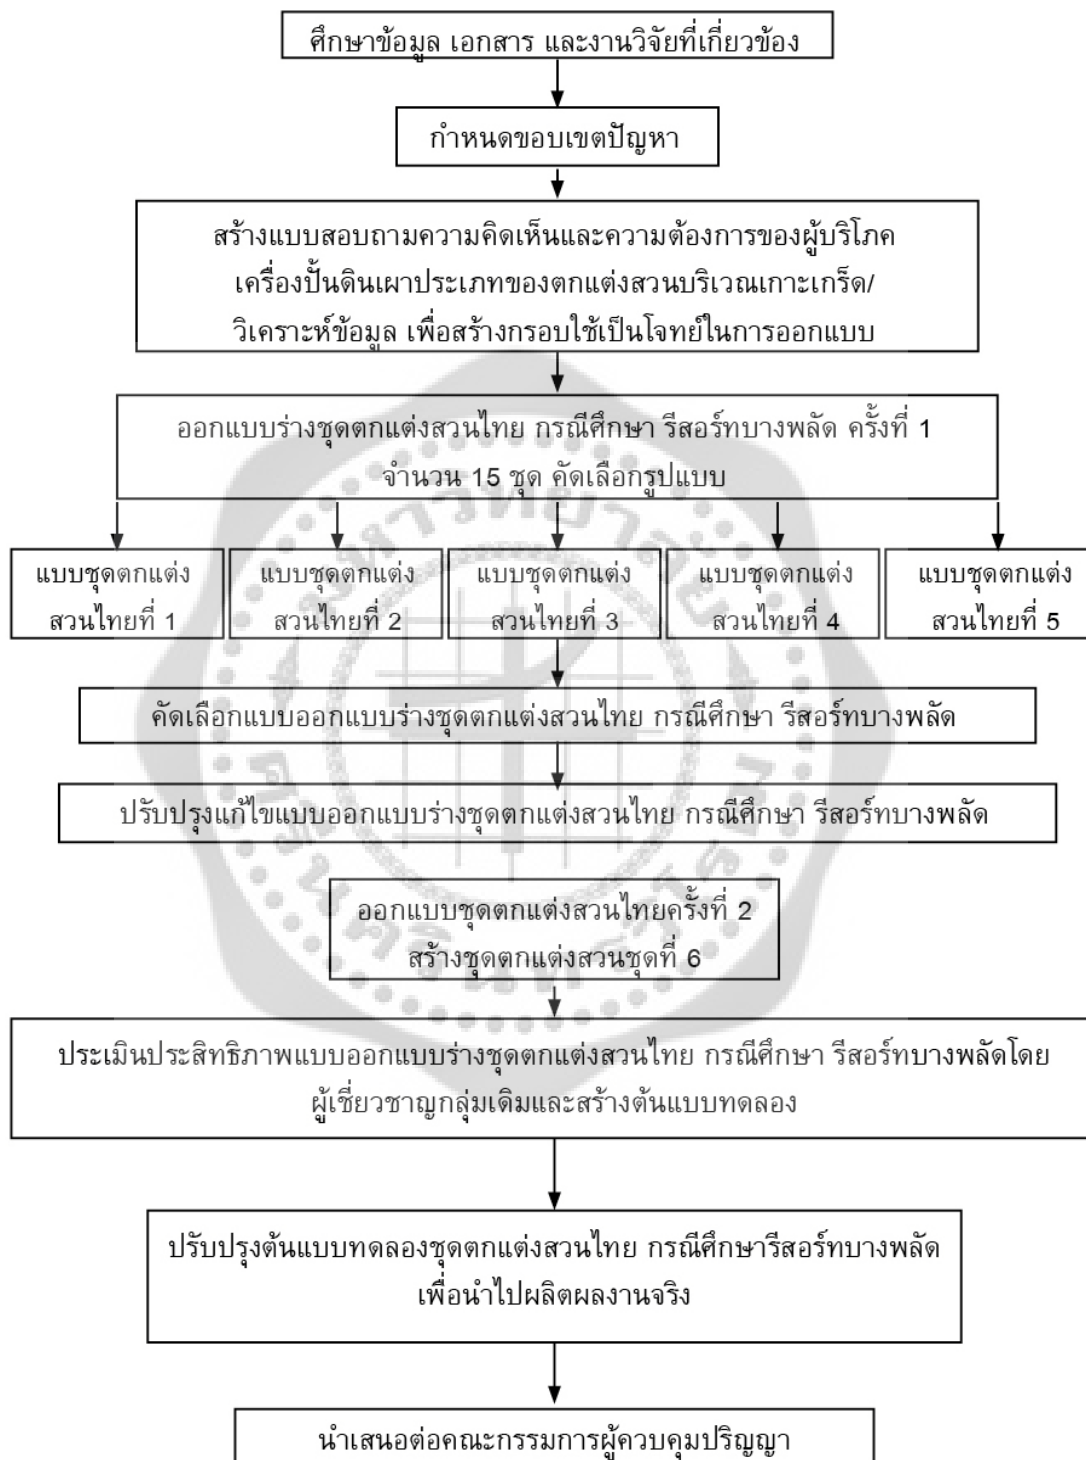 ศึกษาข้อมูล เอกสาร และงานวิจัยที่เกี่ยวข้อง
กำหนดขอบเขตปัญหา
สร้างแบบสอบถามความคิดเห็นและความต้องการของผู้บริโภค
เครื่องปั้นดินเผาประเภทของตกแต่งสวนบริเวณเกาะเกร็ด/
วิเคราะห์ข้อมูล เพื่อสร้างกรอบใช้เป็นโจทย์ในการออกแบบ
ออกแบบร่างชุดตกแต่งสวนไทย กรณีศึกษา รีสอร์ทบางพลัด ครั้งที่ 1
จำนวน 15 ชุด คัดเลือกรูปแบบ
แบบชุดตกแต่ง
สวนไทยที่ 1
แบบชุดตกแต่ง
สวนไทยที่ 2
แบบชุดตกแต่ง
สวนไทยที่ 3
แบบชุดตกแต่ง
สวนไทยที่ 4
แบบชุดตกแต่ง
สวนไทยที่ 5
คัดเลือกแบบออกแบบร่างชุดตกแต่งสวนไทย กรณีศึกษา รีสอร์ทบางพลัด
ปรับปรุงแก้ไขแบบออกแบบร่างชุดตกแต่งสวนไทย กรณีศึกษา รีสอร์ทบางพลัด
ออกแบบชุดตกแต่งสวนไทยครั้งที่ 2
สร้างชุดตกแต่งสวนชุดที่ 6
ประเมินประสิทธิภาพแบบออกแบบร่างชุดตกแต่งสวนไทย กรณีศึกษา รีสอร์ทบางพลัดโดย
ผู้เชี่ยวชาญกลุ่มเดิมและสร้างต้นแบบทดลอง
ปรับปรุงต้นแบบทดลองชุดตกแต่งสวนไทย กรณีศึกษารีสอร์ทบางพลัด
เพื่อนำไปผลิตผลงานจริง
นำเสนอต่อคณะกรรมการผู้ควบคุมปริญญา
มหาวิทยาลัย
ศรีนครินทรวิโรฒ